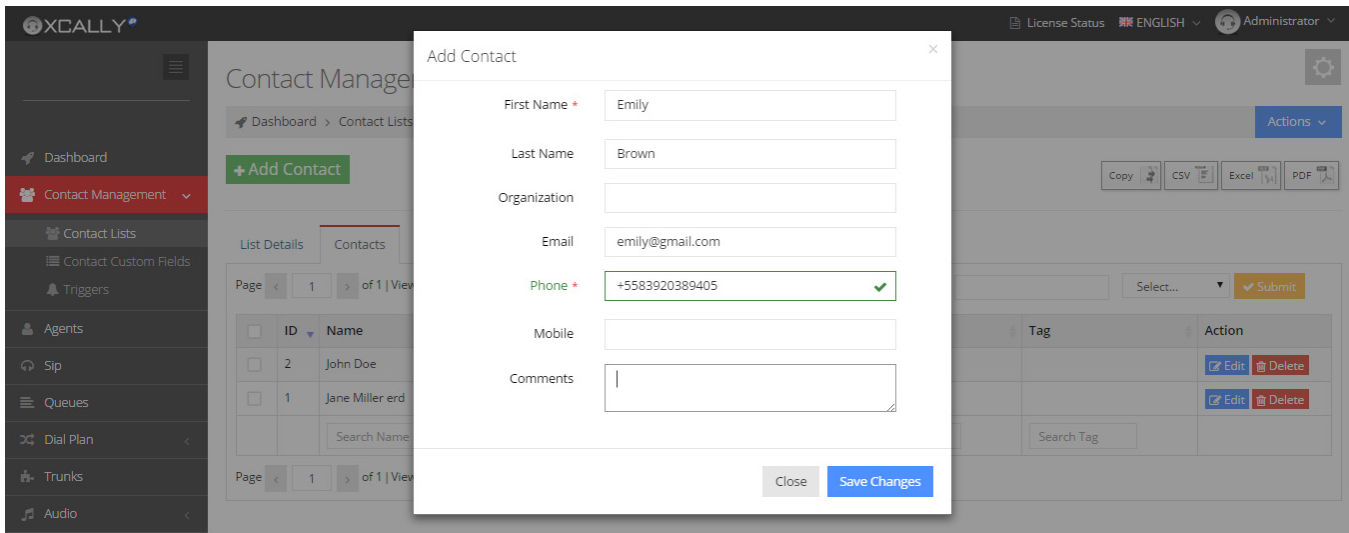 XCALLY
License Status ENGLISH Administrator
Add Contact ×
Contact Manage
First Name * Emily
Dashboard > Contact Lists
Actions
Last Name Brown
Dashboard
+ Add Contact
Copy CSV Excel PDF
Contact Management
Organization
Contact Lists
List Details Contacts
Email emily@gmail.com
Contact Custom Fields
Page < 1 > of 1 | View
Phone * +5583920389405
Select... Submit
Triggers
Agents
ID Name Tag Action
Mobile
Sip
2 John Doe Edit Delete
Comments
Queues
1 Jane Miller erd Edit Delete
Dial Plan <
Search Name Search Tag
Trunks
Page < 1 > of 1 | View
Close Save Changes
Audio <